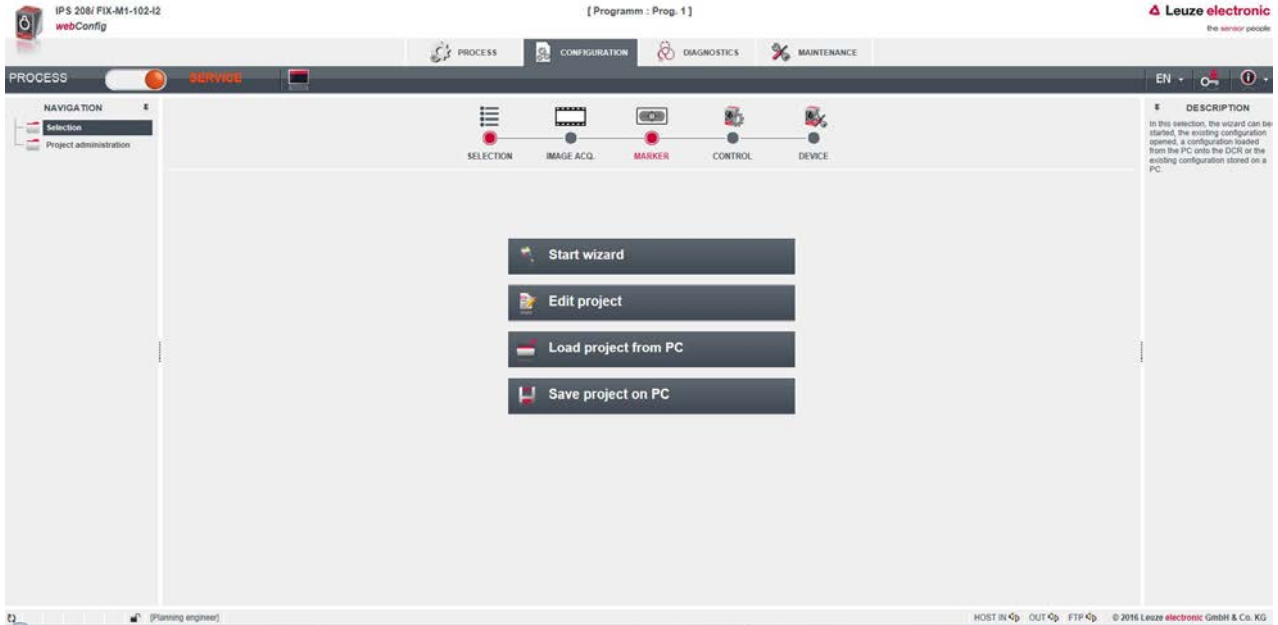 IPS 208i FIX-M1-102-I2
webConfig
[ Programm : Prog. 1 ]
Leuze electronic
the sensor people
PROCESS
CONFIGURATION
DIAGNOSTICS
MAINTENANCE
PROCESS
SERVICE
EN
NAVIGATION
Selection
Project administration
SELECTION
IMAGE ACQ.
MARKER
CONTROL
DEVICE
Start wizard
Edit project
Load project from PC
Save project on PC
DESCRIPTION
In this selection, the wizard can be
started, the existing configuration
opened, a configuration loaded
from the PC onto the DCR or the
existing configuration stored on a
PC.
[Planning engineer]
HOST IN OUT FTP © 2016 Leuze electronic GmbH & Co. KG